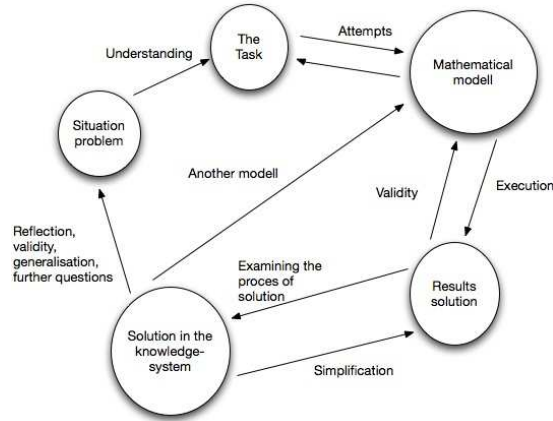 The
Task
Attempts
Understanding
Mathematical
modell
Situation
problem
Another modell
Validity
Execution
Reflection,
validity,
generalisation,
further questions
Examining the
proces of
solution
Results
solution
Solution in the
knowledge-
system
Simplification